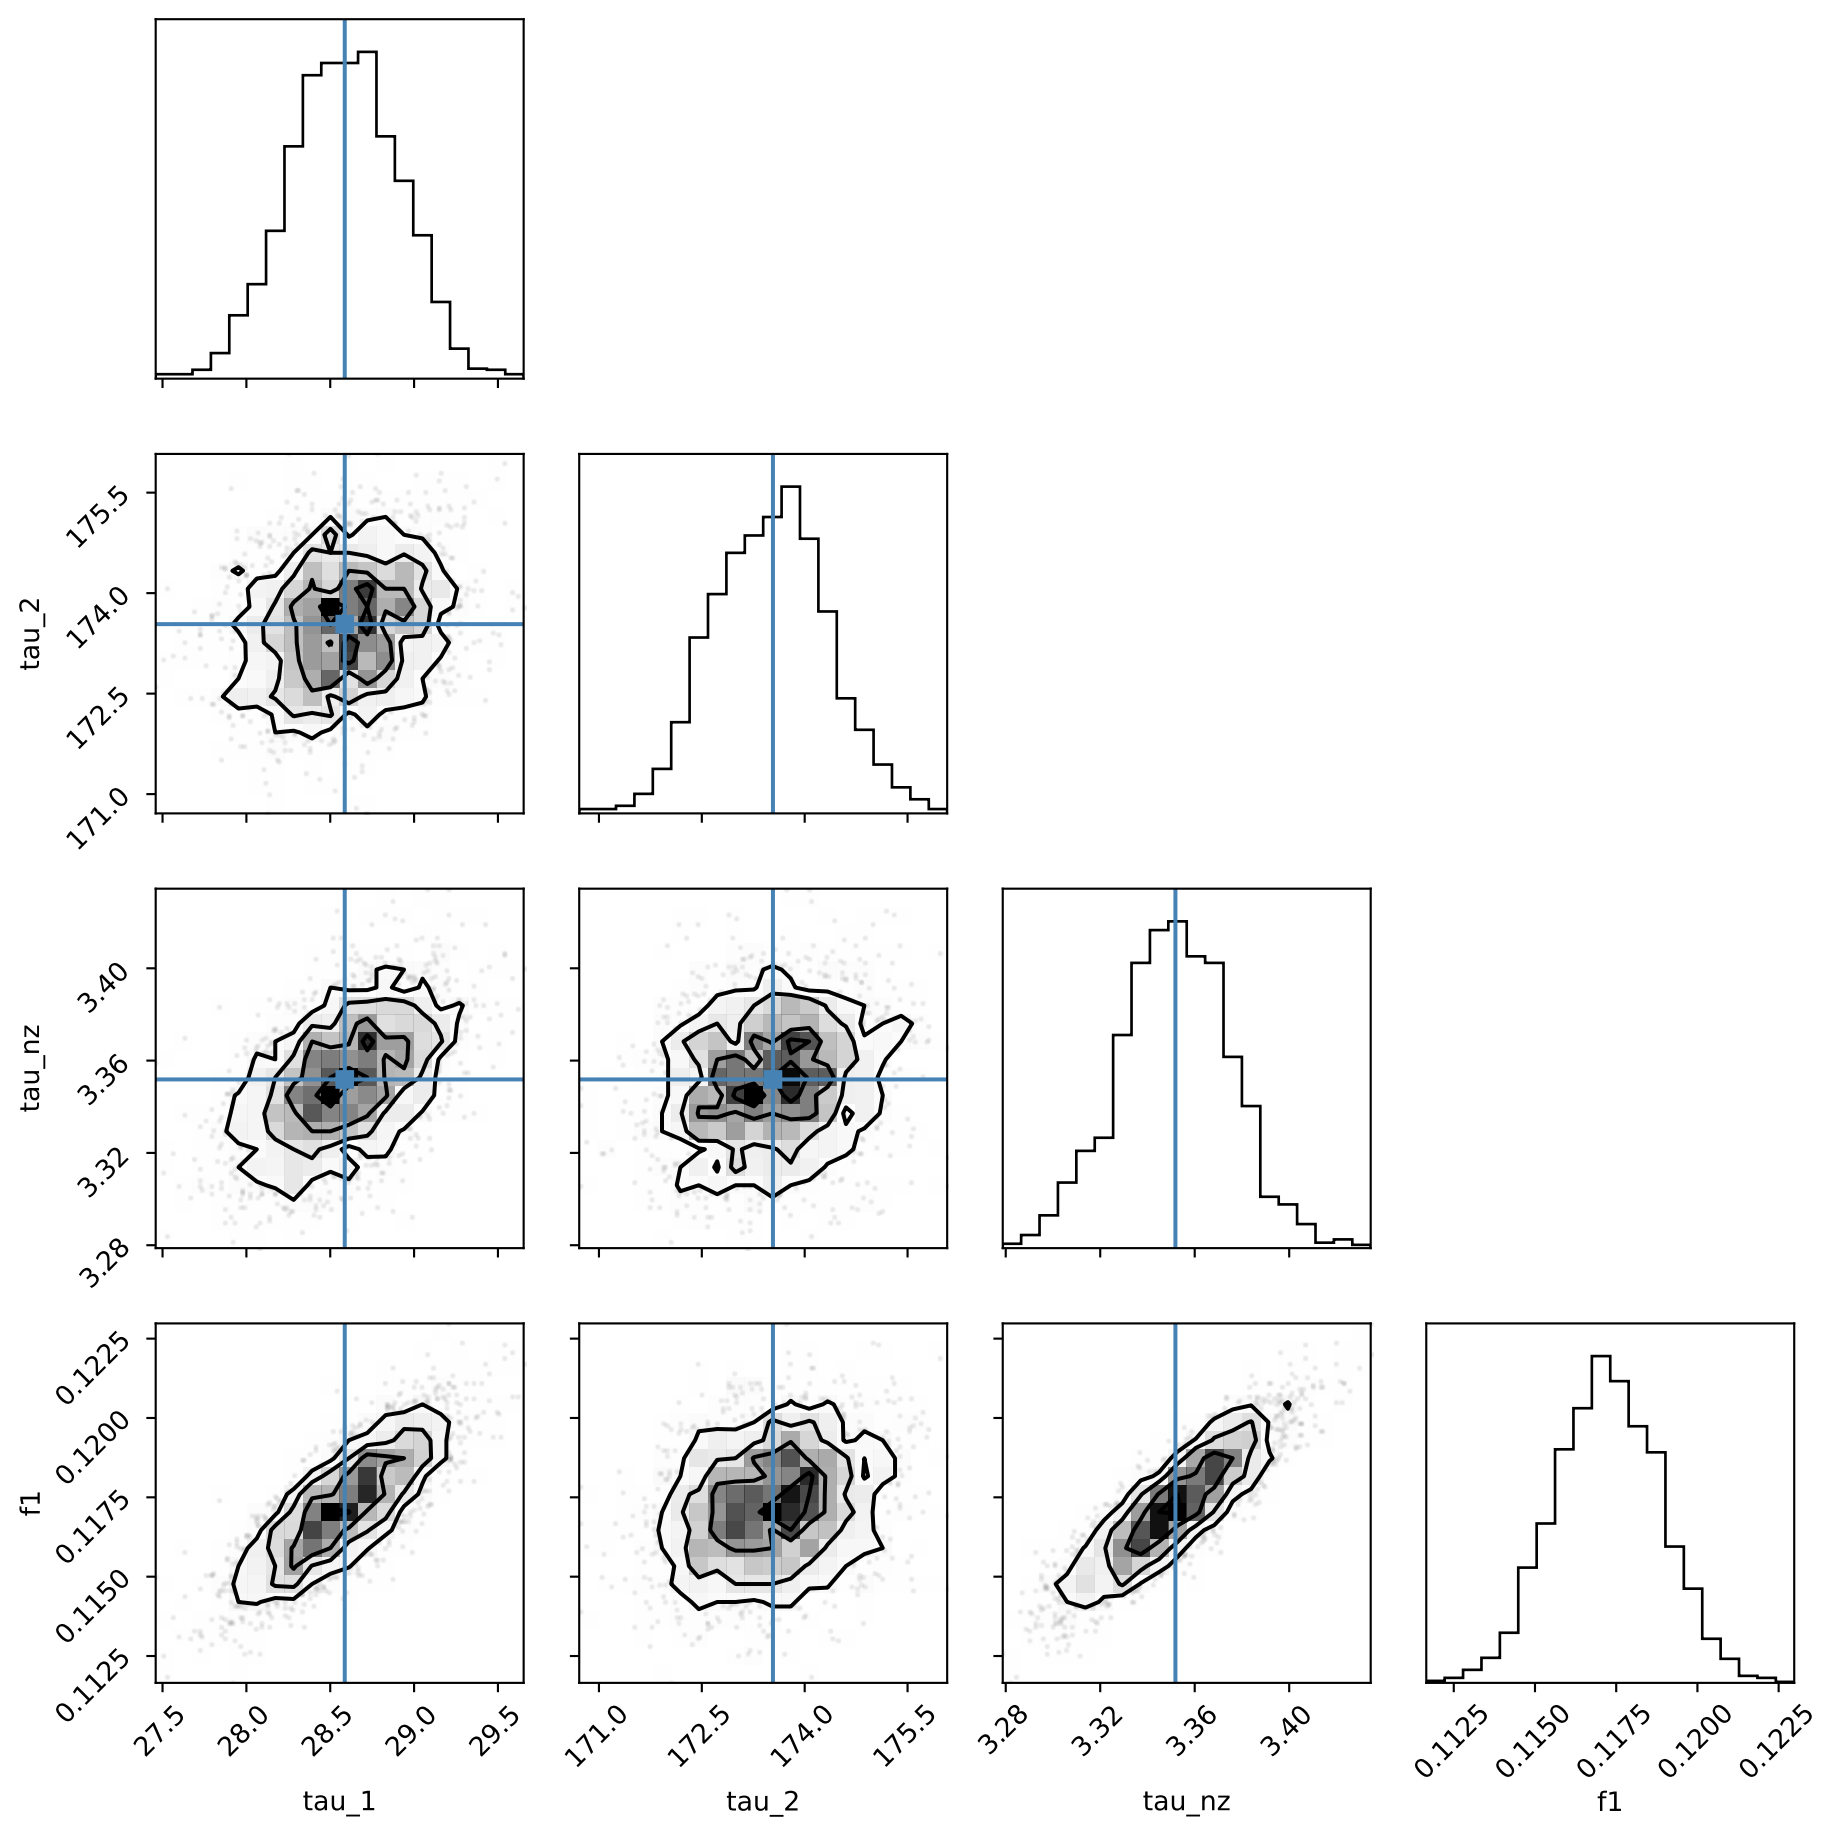 175.5
174.0
172.5
171.0
tau_2
3.40
3.36
3.32
3.28
tau_nz
0.1225
0.1200
0.1175
0.1150
0.1125
f1
27.5 28.0 28.5 29.0 29.5
171.0 172.5 174.0 175.5
3.28 3.32 3.36 3.40
0.1125 0.1150 0.1175 0.1200 0.1225
tau_1 tau_2 tau_nz f1